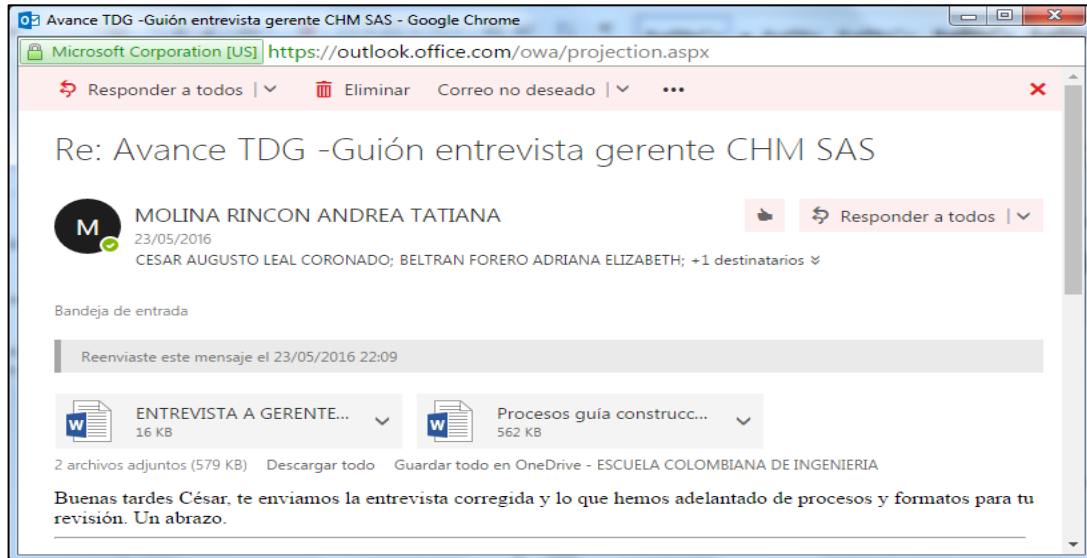 Avance TDG -Guión entrevista gerente CHM SAS - Google Chrome
Microsoft Corporation [US] https://outlook.office.com/owa/projection.aspx
Responder a todos | Eliminar Correo no deseado | •••
Re: Avance TDG -Guión entrevista gerente CHM SAS
M
MOLINA RINCON ANDREA TATIANA
Responder a todos |
23/05/2016
CESAR AUGUSTO LEAL CORONADO; BELTRAN FORERO ADRIANA ELIZABETH; +1 destinatarios
Bandeja de entrada
Reenviaste este mensaje el 23/05/2016 22:09
ENTREVISTA A GERENTE...
16 KB
Procesos guía construcc...
562 KB
2 archivos adjuntos (579 KB) Descargar todo Guardar todo en OneDrive - ESCUELA COLOMBIANA DE INGENIERIA
Buenas tardes César, te enviamos la entrevista corregida y lo que hemos adelantado de procesos y formatos para tu
revisión. Un abrazo.